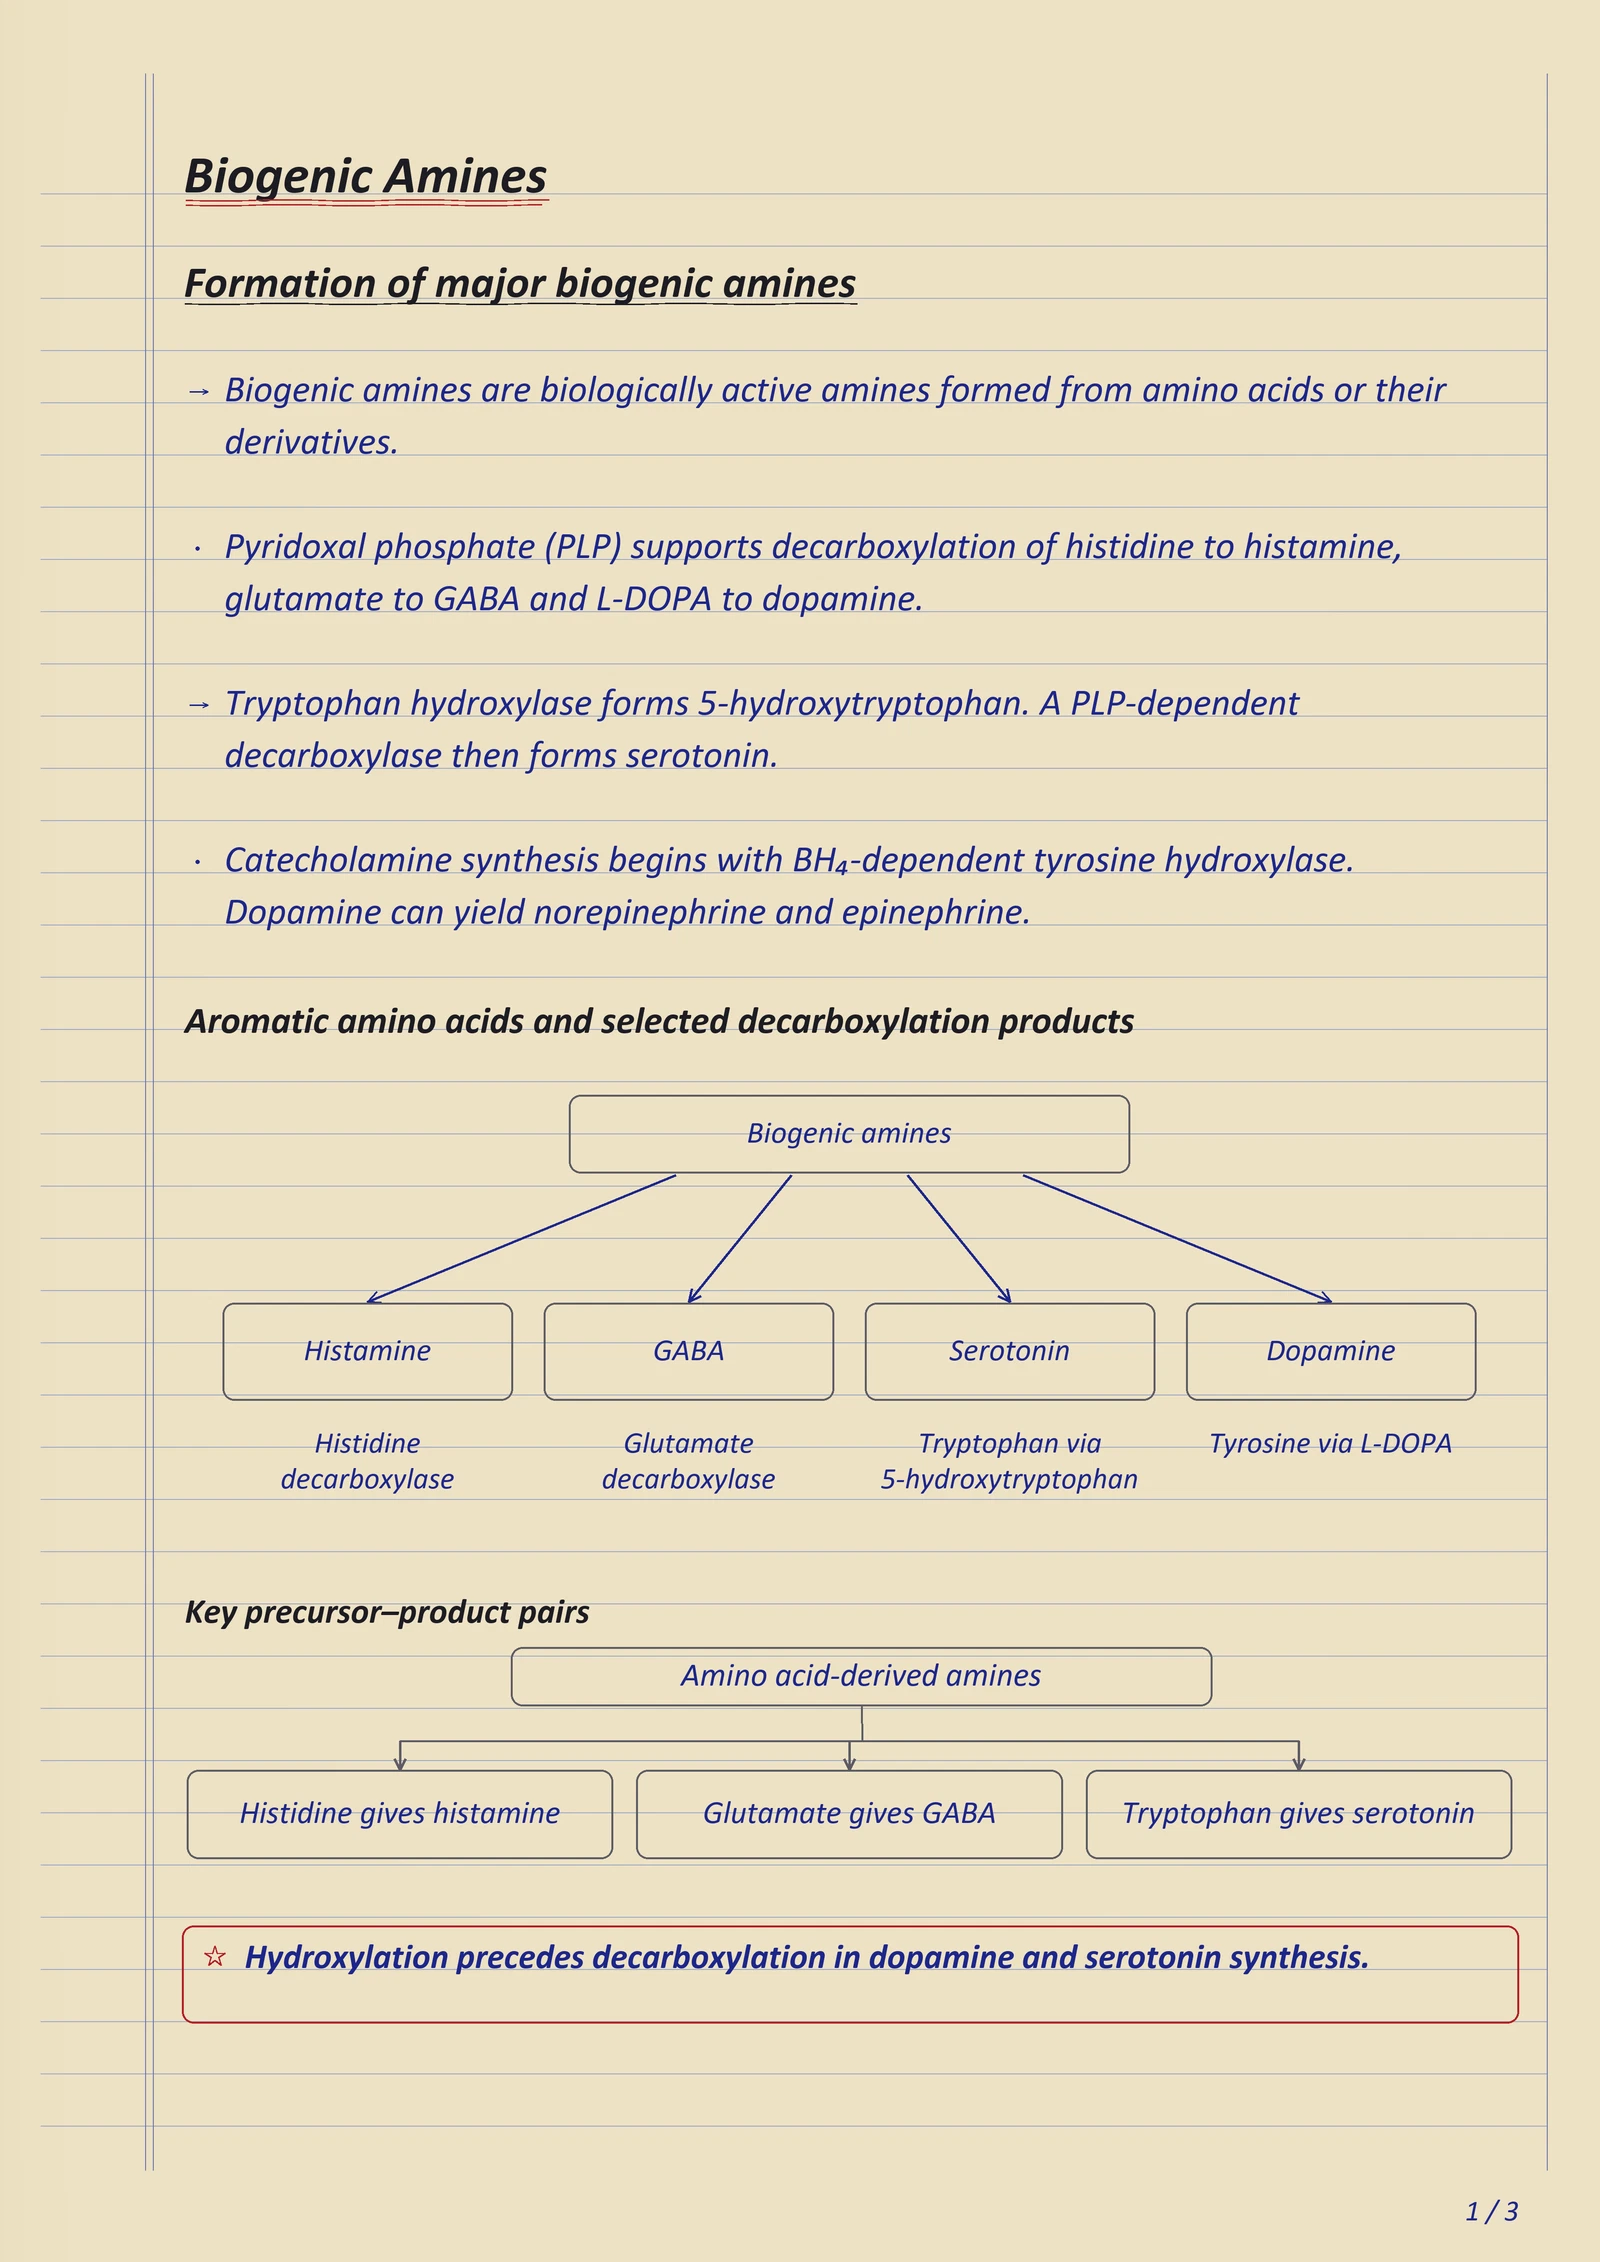 Biogenic Amines
Formation of major biogenic amines
→ Biogenic amines are biologically active amines formed from amino acids or their
derivatives.
· Pyridoxal phosphate (PLP) supports decarboxylation of histidine to histamine,
glutamate to GABA and L-DOPA to dopamine.
→ Tryptophan hydroxylase forms 5-hydroxytryptophan. A PLP-dependent
decarboxylase then forms serotonin.
· Catecholamine synthesis begins with BH₄-dependent tyrosine hydroxylase.
Dopamine can yield norepinephrine and epinephrine.
Aromatic amino acids and selected decarboxylation products
Biogenic amines
Histamine
GABA
Serotonin
Dopamine
Histidine
decarboxylase
Glutamate
decarboxylase
Tryptophan via
5-hydroxytryptophan
Tyrosine via L-DOPA
Key precursor–product pairs
Amino acid-derived amines
Histidine gives histamine
Glutamate gives GABA
Tryptophan gives serotonin
☆ Hydroxylation precedes decarboxylation in dopamine and serotonin synthesis.
1 / 3